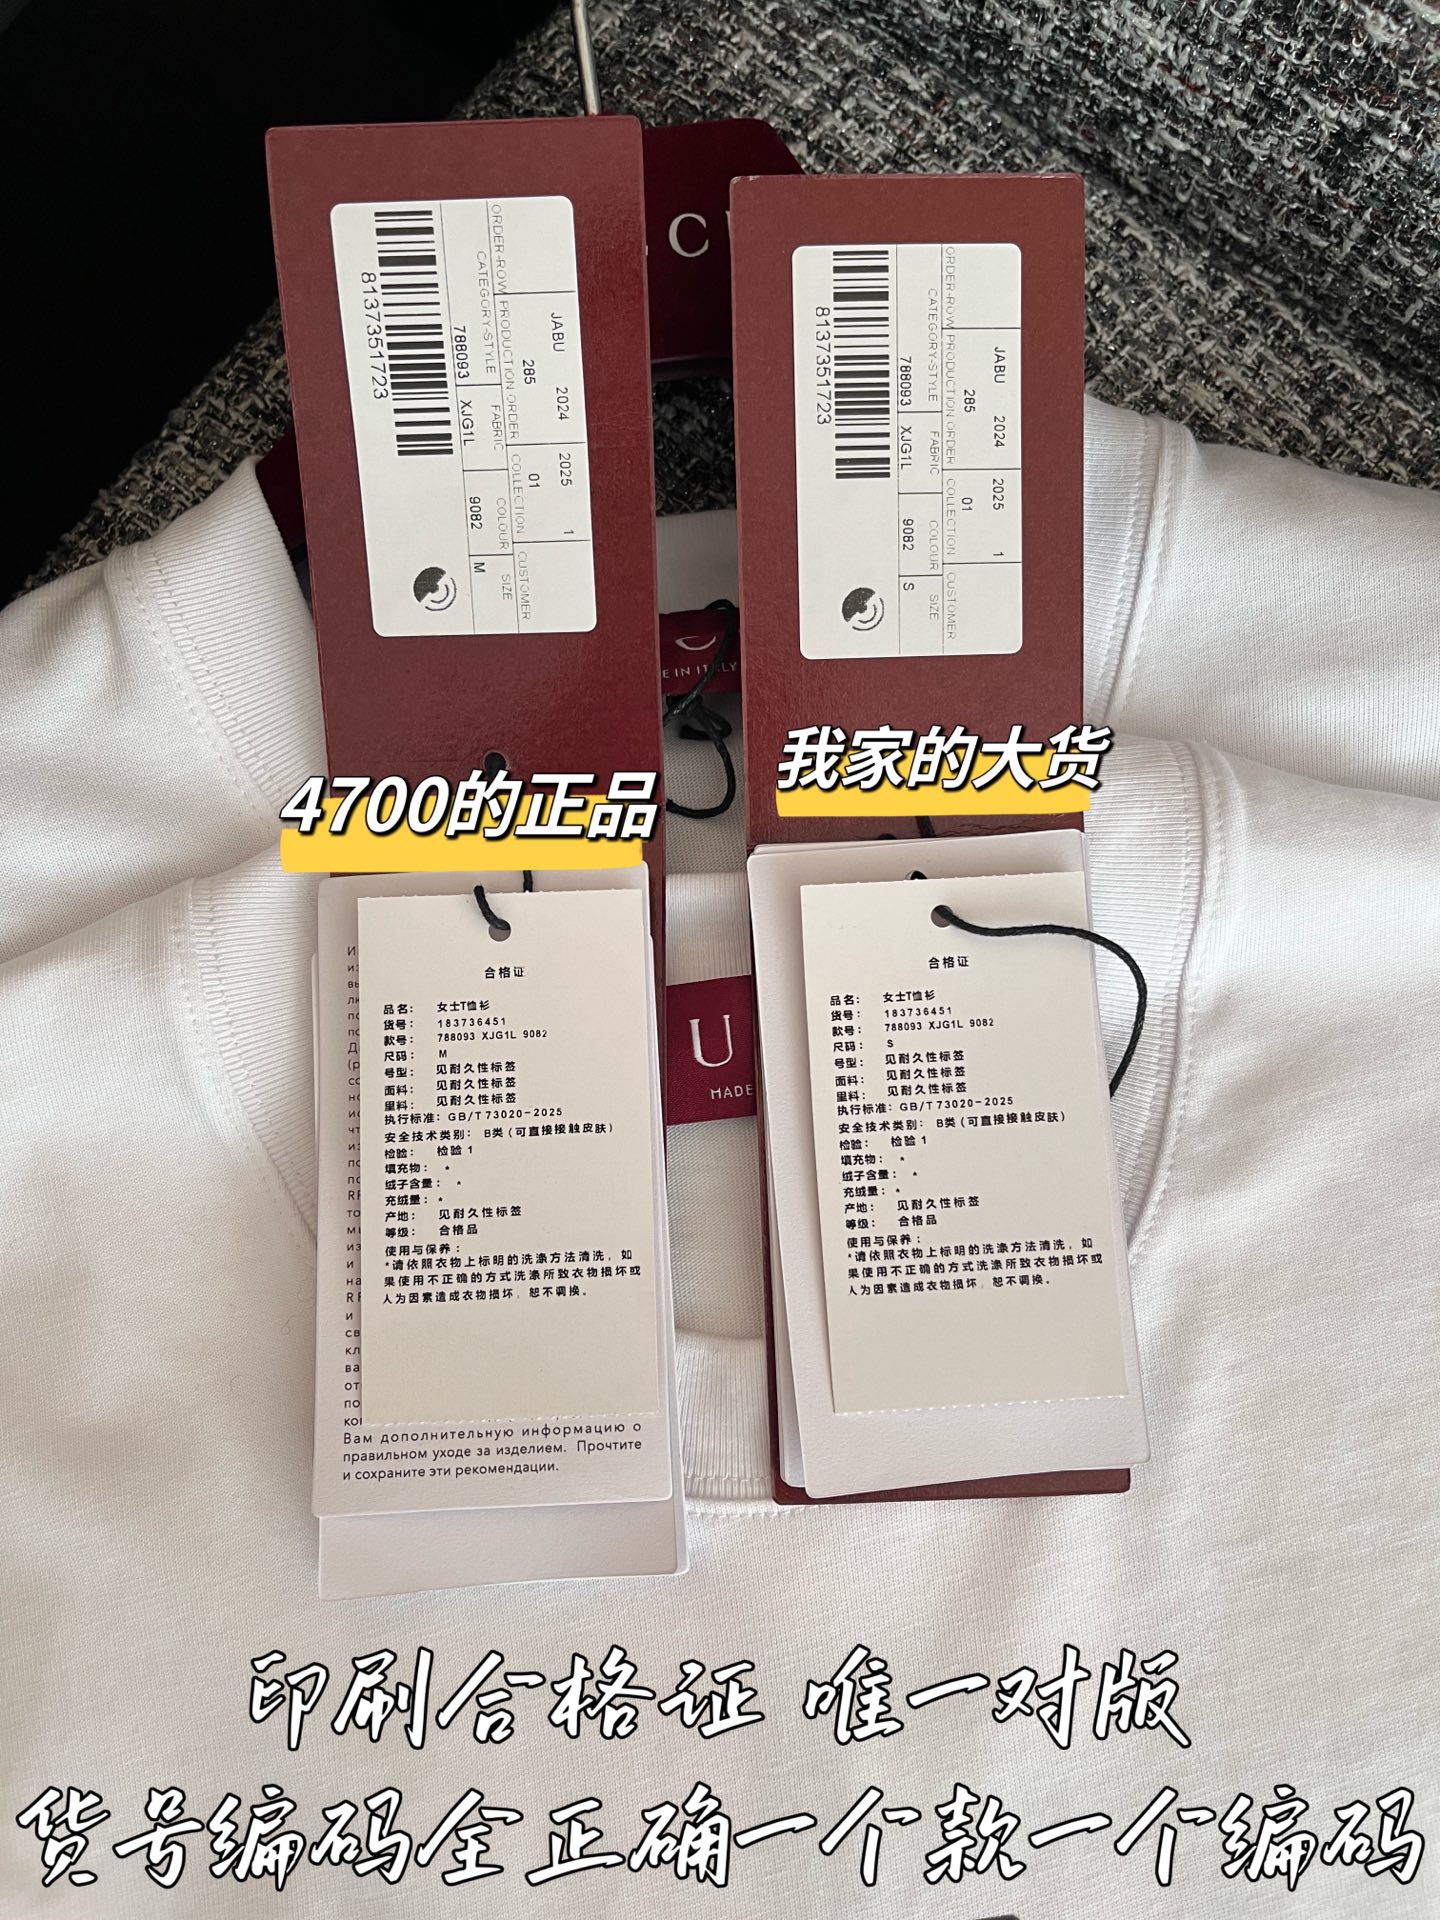 CU
JABU 2024 2025 1
ORDER-ROW PRODUCTION ORDER COLLECTION CUSTOMER
285 01
CATEGORY-STYLE FABRIC COLOUR SIZE
788093 XJG1L 9082 M
8137351723
JABU 2024 2025 1
ORDER-ROW PRODUCTION ORDER COLLECTION CUSTOMER
285 01
CATEGORY-STYLE FABRIC COLOUR SIZE
788093 XJG1L 9082 S
8137351723
E IN ITALY
4700的正品
我家的大货
合格证
品名: 女士T恤衫
货号: 183736451
款号: 788093 XJG1L 9082
尺码: M
号型: 见耐久性标签
面料: 见耐久性标签
里料: 见耐久性标签
执行标准: GB/T73020-2025
安全技术类别: B类(可直接接触皮肤)
检验: 检验1
填充物: *
绒子含量: *
充绒量: *
产地: 见耐久性标签
等级: 合格品
使用与保养:
*请依照衣物上标明的洗涤方法清洗,如
果使用不正确的方式洗涤所致衣物损坏或
人为因素造成衣物损坏,恕不调换。
Вам дополнительную информацию о
правильном уходе за изделием. Прочтите
и сохраните эти рекомендации.
U
MADE
合格证
品名: 女士T恤衫
货号: 183736451
款号: 788093 XJG1L 9082
尺码: S
号型: 见耐久性标签
面料: 见耐久性标签
里料: 见耐久性标签
执行标准: GB/T73020-2025
安全技术类别: B类(可直接接触皮肤)
检验: 检验1
填充物: *
绒子含量: *
充绒量: *
产地: 见耐久性标签
等级: 合格品
使用与保养:
*请依照衣物上标明的洗涤方法清洗,如
果使用不正确的方式洗涤所致衣物损坏或
人为因素造成衣物损坏,恕不调换。
印刷合格证 唯一对版
货号编码全正确一个款一个编码